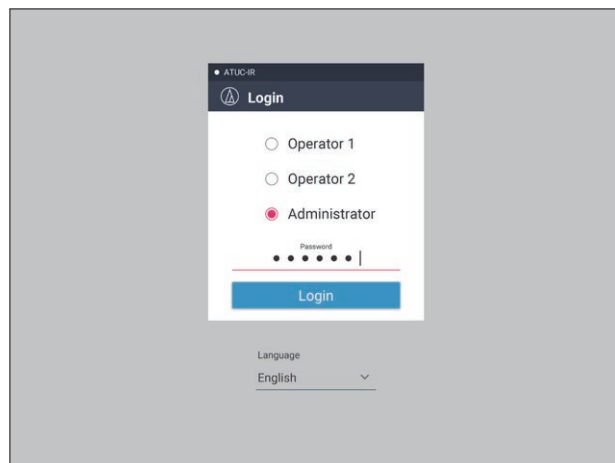 ATUC-IR
Login
Operator 1
Operator 2
Administrator
Password
Login
Language
English